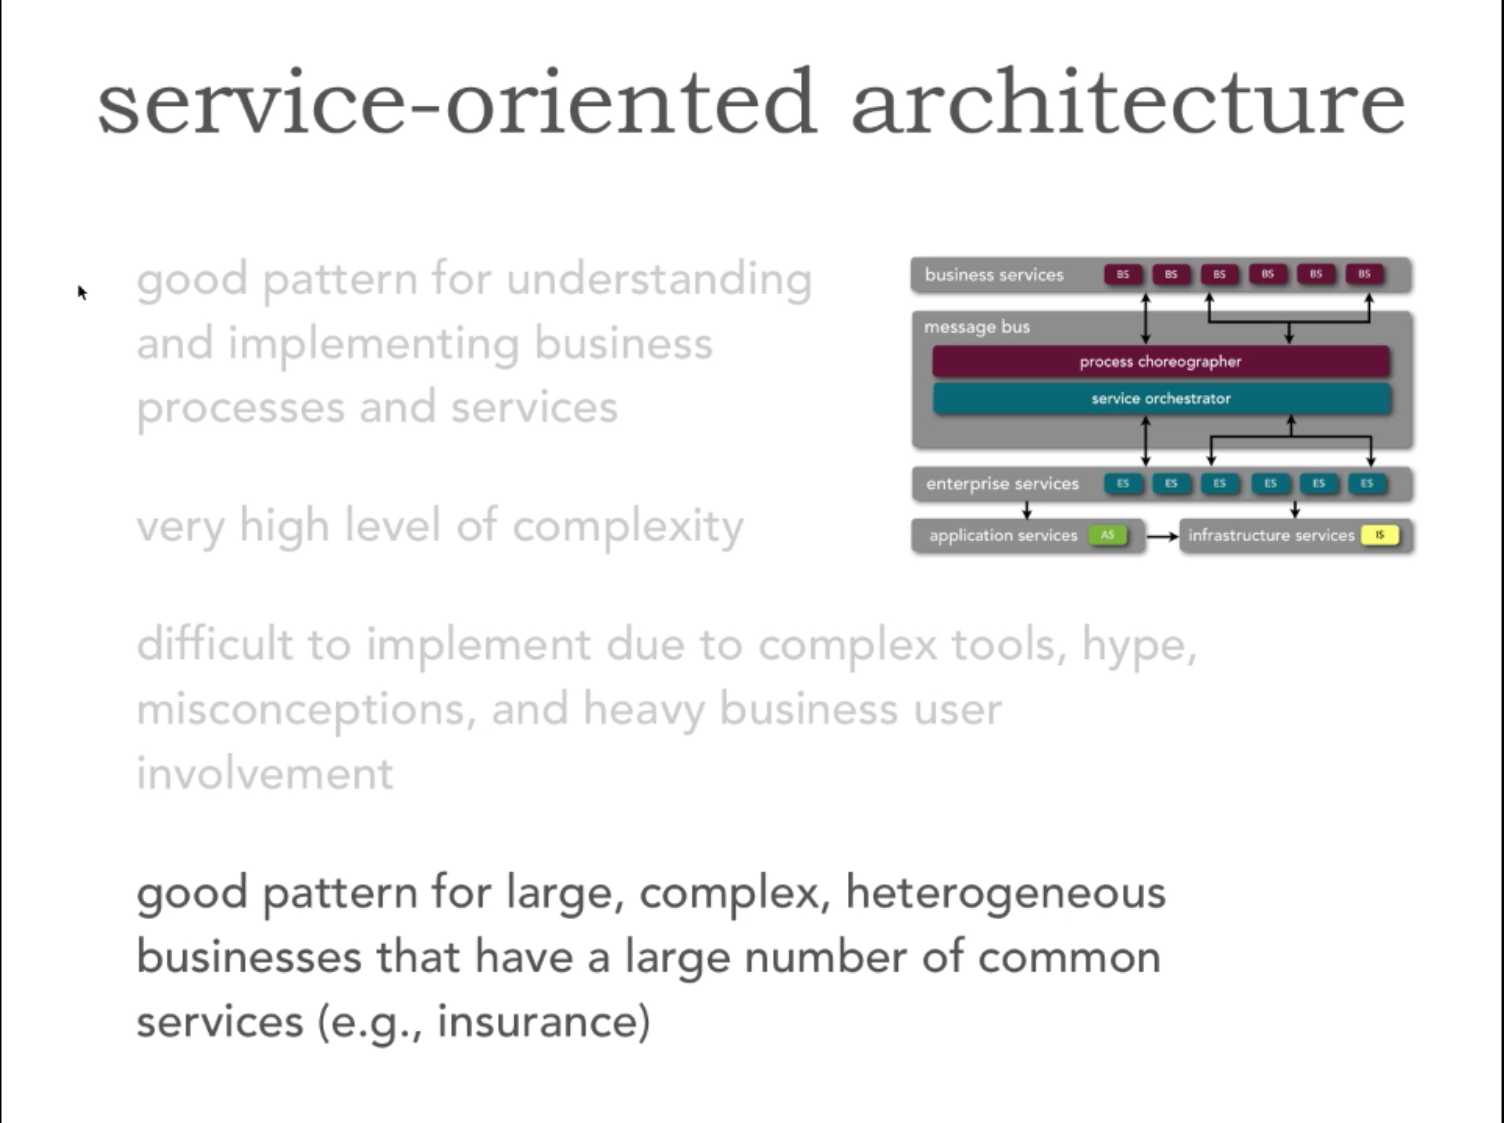 service-oriented architecture
good pattern for understanding
and implementing business
processes and services
very high level of complexity
difficult to implement due to complex tools, hype,
misconceptions, and heavy business user
involvement
good pattern for large, complex, heterogeneous
businesses that have a large number of common
services (e.g., insurance)
business services BS BS BS BS BS BS
message bus
process choreographer
service orchestrator
enterprise services ES ES ES ES ES ES
application services AS infrastructure services IS